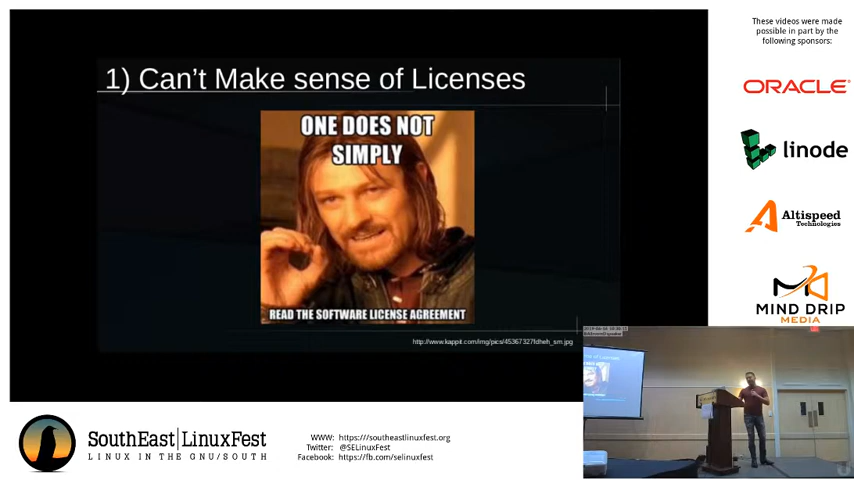 These videos were made
possible in part by the
following sponsors:
1) Can't Make sense of Licenses
ORACLE
ONE DOES NOT
SIMPLY
linode
Altispeed
Technologies
READ THE SOFTWARE LICENSE AGREEMENT
MIND DRIP
MEDIA
SouthEast|LinuxFest
LINUX IN THE GNU/SOUTH
WWW: https://southeastlinuxfest.org
Twitter: @SELinuxFest
Facebook: https://fb.com/selinuxfest